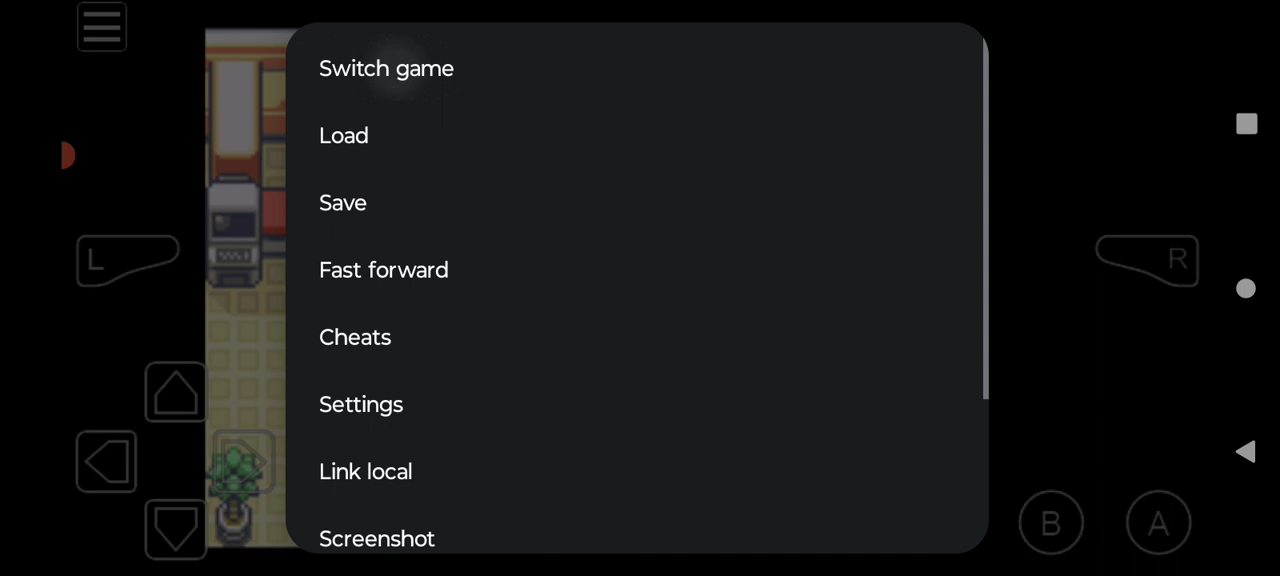 Switch game
Load
Save
Fast forward
Cheats
Settings
Link local
Screenshot
L
R
B
A